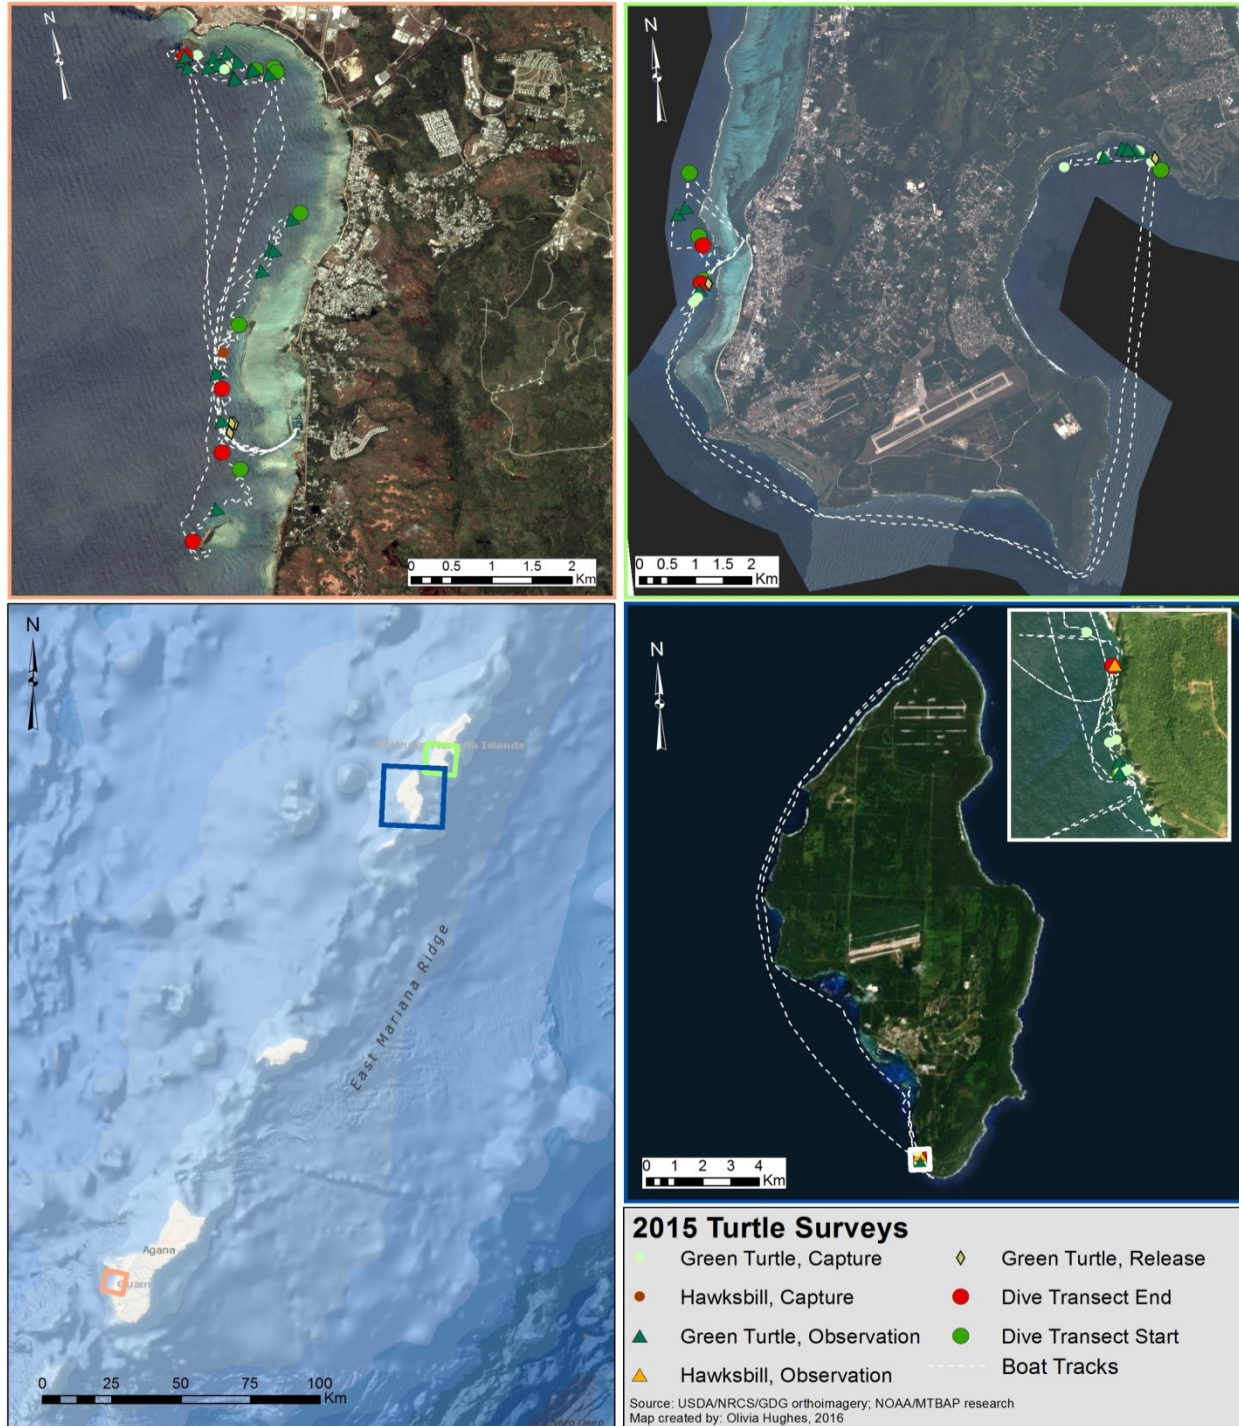 N
0 0.5 1 1.5 2
Km
N
0 0.5 1 1.5 2
Km
N
Mariana Islands
East Mariana Ridge
Agana
Guam
0 25 50 75 100
Km
N
0 1 2 3 4
Km
2015 Turtle Surveys
Green Turtle, Capture
Hawksbill, Capture
Green Turtle, Observation
Hawksbill, Observation
Green Turtle, Release
Dive Transect End
Dive Transect Start
Boat Tracks
Source: USDA/NRCS/GDG orthoimagery; NOAA/MTBAP research
Map created by: Olivia Hughes, 2016